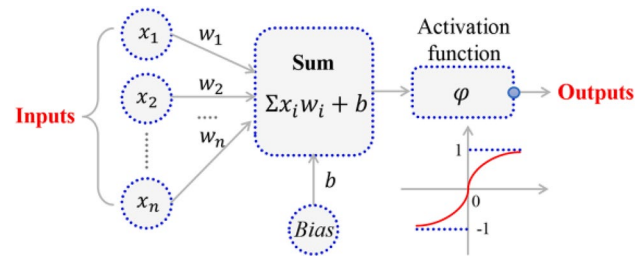 Inputs
x₁
x₂
xₙ
w₁
w₂
.....
wₙ
Sum
Σxᵢwᵢ + b
b
Bias
Activation
function
φ
Outputs
1
0
-1